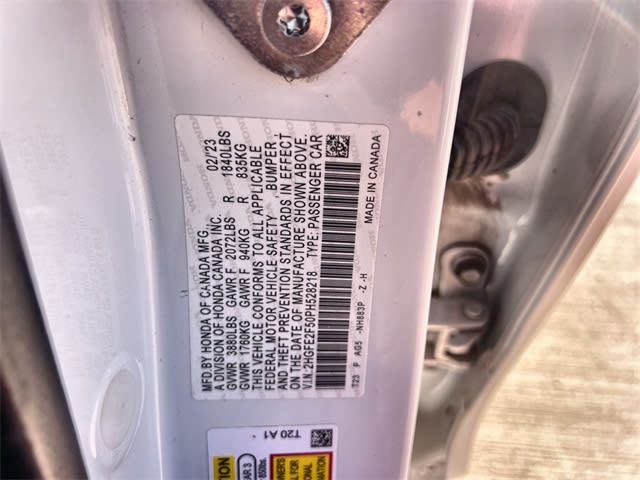 MFD. BY HONDA OF CANADA MFG., 02/23
A DIVISION OF HONDA CANADA INC.
GVWR 3880LBS GAWR F 2072LBS R 1840LBS
GVWR 1760KG GAWR F 940KG R 835KG
THIS VEHICLE CONFORMS TO ALL APPLICABLE
FEDERAL MOTOR VEHICLE SAFETY, BUMPER,
AND THEFT PREVENTION STANDARDS IN EFFECT
ON THE DATE OF MANUFACTURE SHOWN ABOVE.
V.I.N. 2HGFE2F50PH528218 TYPE: PASSENGER CAR
T23 P AG5 -NH883P -Z -H
MADE IN CANADA
T20 A1